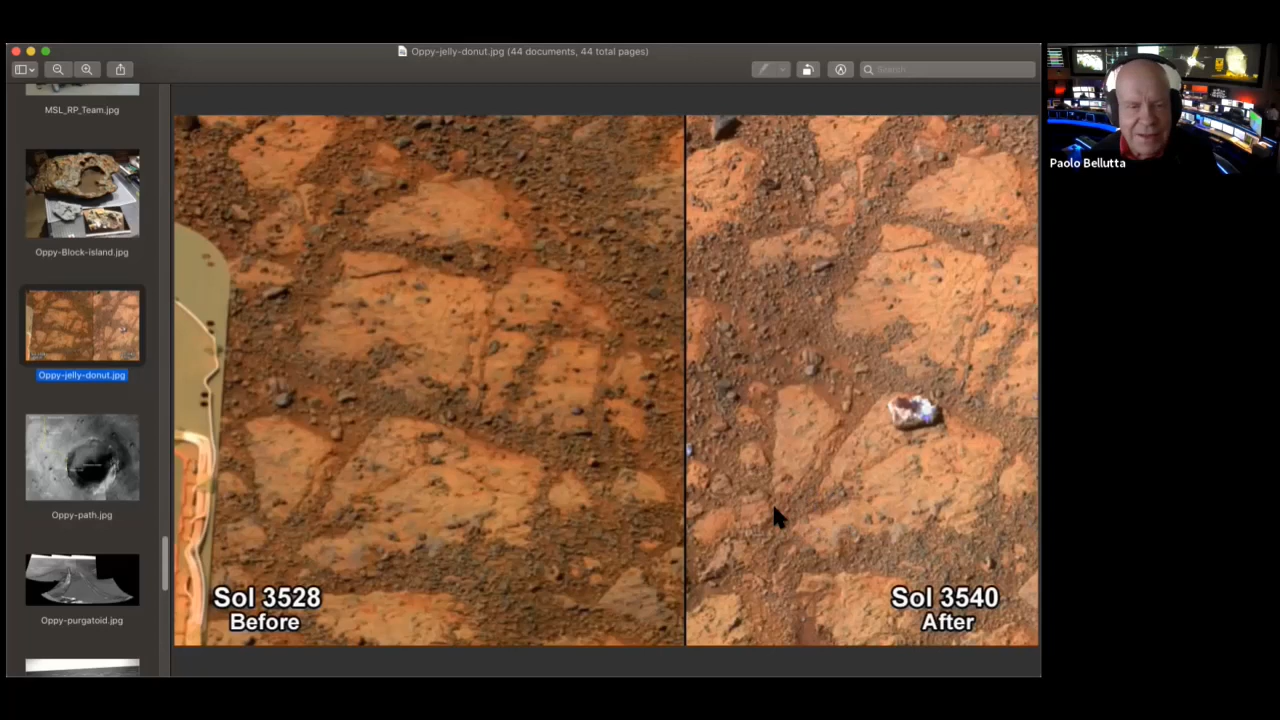 Oppy-jelly-donut.jpg (44 documents, 44 total pages)
Search
MSL_RP_Team.jpg
Oppy-Block-island.jpg
Oppy-jelly-donut.jpg
Oppy-path.jpg
Oppy-purgatoid.jpg
Sol 3528
Before
Sol 3540
After
Paolo Bellutta